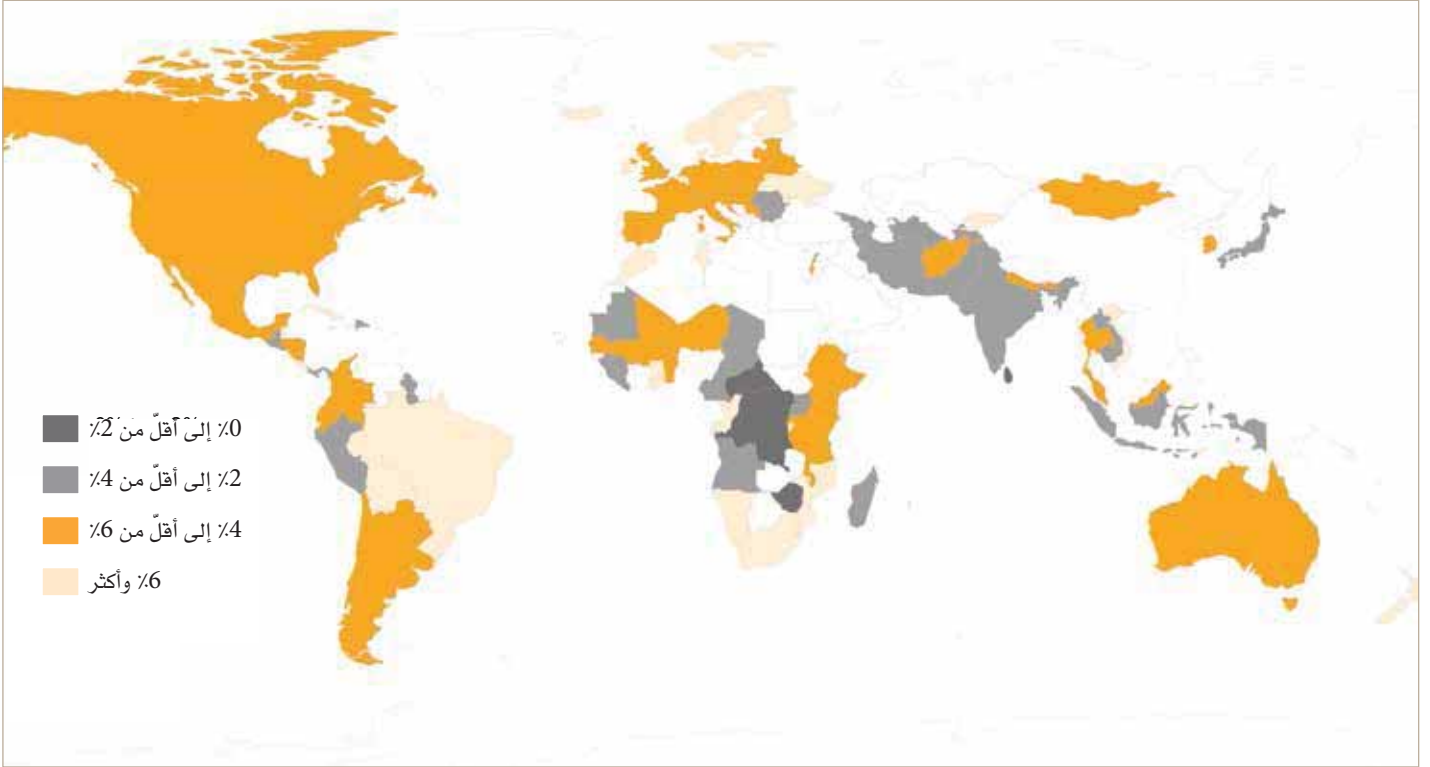 0٪ إلى أقلّ من 2٪
2٪ إلى أقلّ من 4٪
4٪ إلى أقلّ من 6٪
6٪ وأكثر